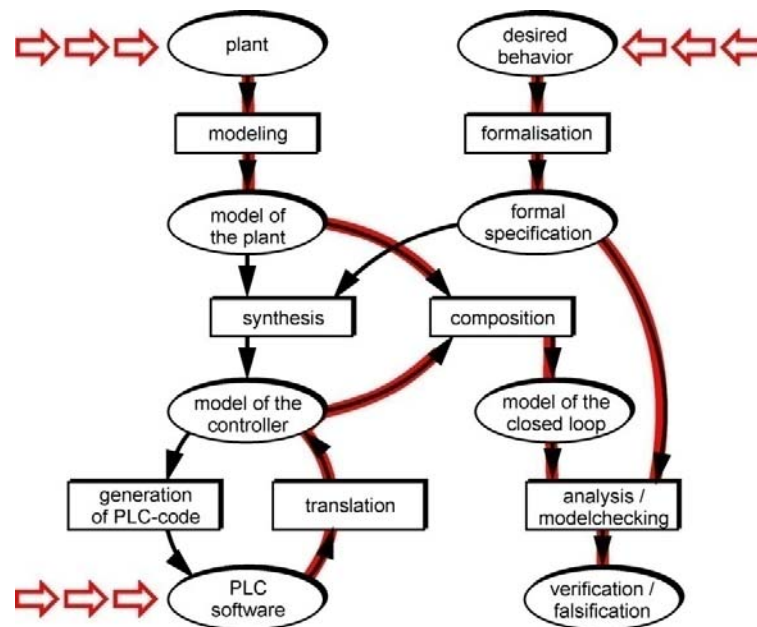 plant
desired
behavior
modeling
formalisation
model of
the plant
formal
specification
synthesis
composition
model of the
controller
model of the
closed loop
generation
of PLC-code
translation
analysis /
modelchecking
PLC
software
verification /
falsification